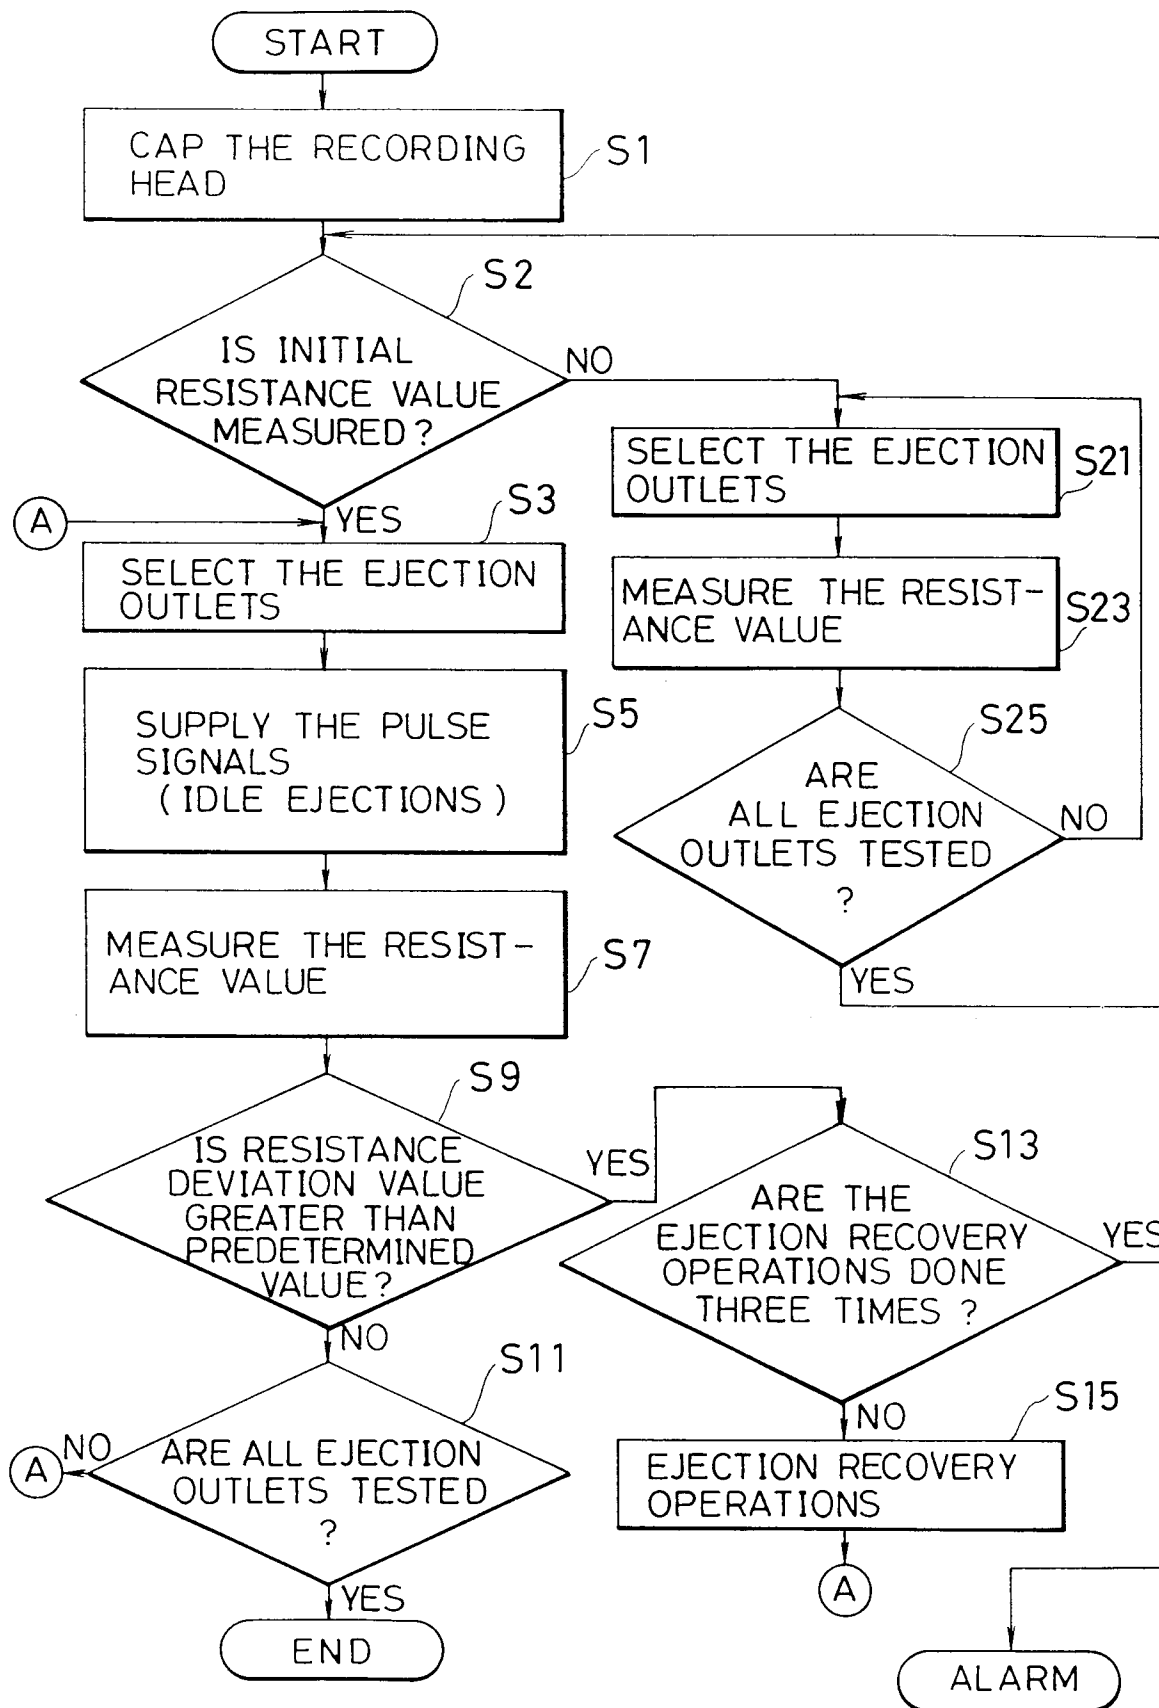 START
CAP THE RECORDING
HEAD
S1
S2
IS INITIAL
RESISTANCE VALUE
MEASURED?
NO
YES
A
S3
SELECT THE EJECTION
OUTLETS
SUPPLY THE PULSE
SIGNALS
(IDLE EJECTIONS)
S5
MEASURE THE RESIST-
ANCE VALUE
S7
S9
IS RESISTANCE
DEVIATION VALUE
GREATER THAN
PREDETERMINED
VALUE?
YES
NO
S11
ARE ALL EJECTION
OUTLETS TESTED
?
NO
A
YES
END
SELECT THE EJECTION
OUTLETS
S21
MEASURE THE RESIST-
ANCE VALUE
S23
S25
ARE
ALL EJECTION
OUTLETS TESTED
?
NO
YES
S13
ARE THE
EJECTION RECOVERY
OPERATIONS DONE
THREE TIMES ?
YES
NO
S15
EJECTION RECOVERY
OPERATIONS
A
ALARM